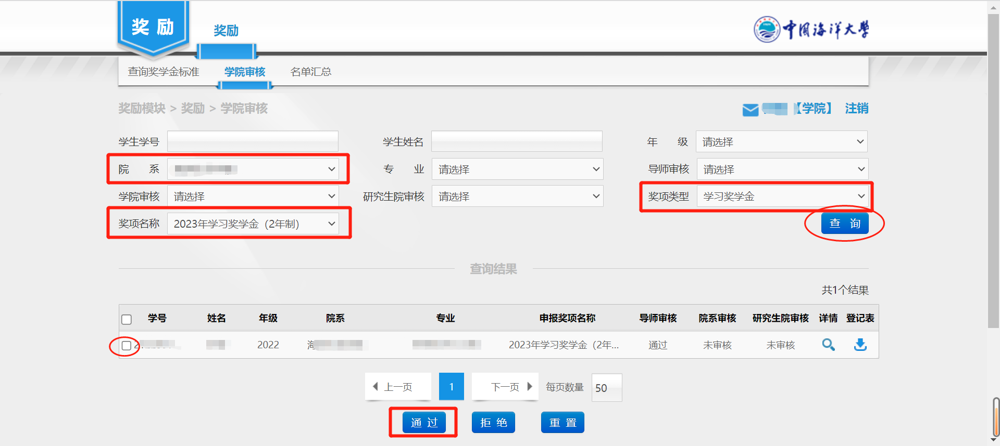 奖 励
奖励
中国海洋大学
查询奖学金标准 学院审核 名单汇总
奖励模块 > 奖励 > 学院审核
【学院】 注销
学生学号 学生姓名 年 级 请选择
院 系 专 业 请选择 导师审核 请选择
学院审核 请选择 研究生院审核 请选择 奖项类型 学习奖学金
奖项名称 2023年学习奖学金（2年制）
查 询
查询结果
共1个结果
学号 姓名 年级 院系 专业 申报奖项名称 导师审核 院系审核 研究生院审核 详情 登记表
2022 海 2023年学习奖学金（2年... 通过 未审核 未审核
上一页 1 下一页 每页数量 50
通 过 拒 绝 重 置